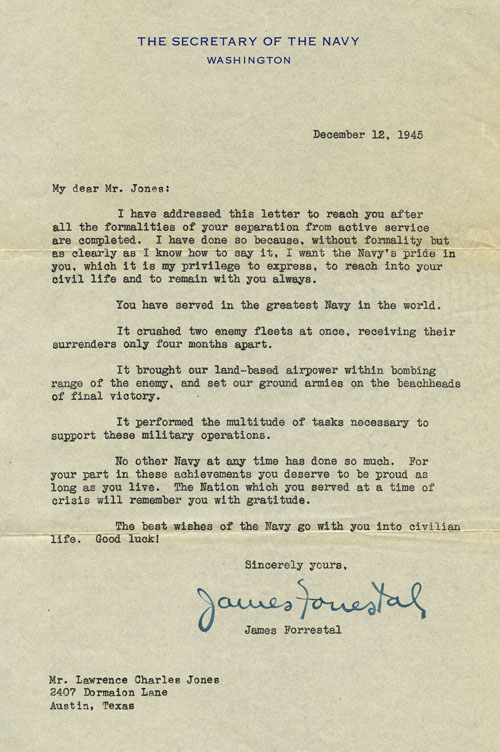 THE SECRETARY OF THE NAVY
WASHINGTON
December 12, 1945
My dear Mr. Jones:
I have addressed this letter to reach you after
all the formalities of your separation from active service
are completed. I have done so because, without formality but
as clearly as I know how to say it, I want the Navy's pride in
you, which it is my privilege to express, to reach into your
civil life and to remain with you always.
You have served in the greatest Navy in the world.
It crushed two enemy fleets at once, receiving their
surrenders only four months apart.
It brought our land-based airpower within bombing
range of the enemy, and set our ground armies on the beachheads
of final victory.
It performed the multitude of tasks necessary to
support these military operations.
No other Navy at any time has done so much. For
your part in these achievements you deserve to be proud as
long as you live. The Nation which you served at a time of
crisis will remember you with gratitude.
The best wishes of the Navy go with you into civilian
life. Good luck!
Sincerely yours,
James Forrestal
James Forrestal
Mr. Lawrence Charles Jones
2407 Dormaion Lane
Austin, Texas